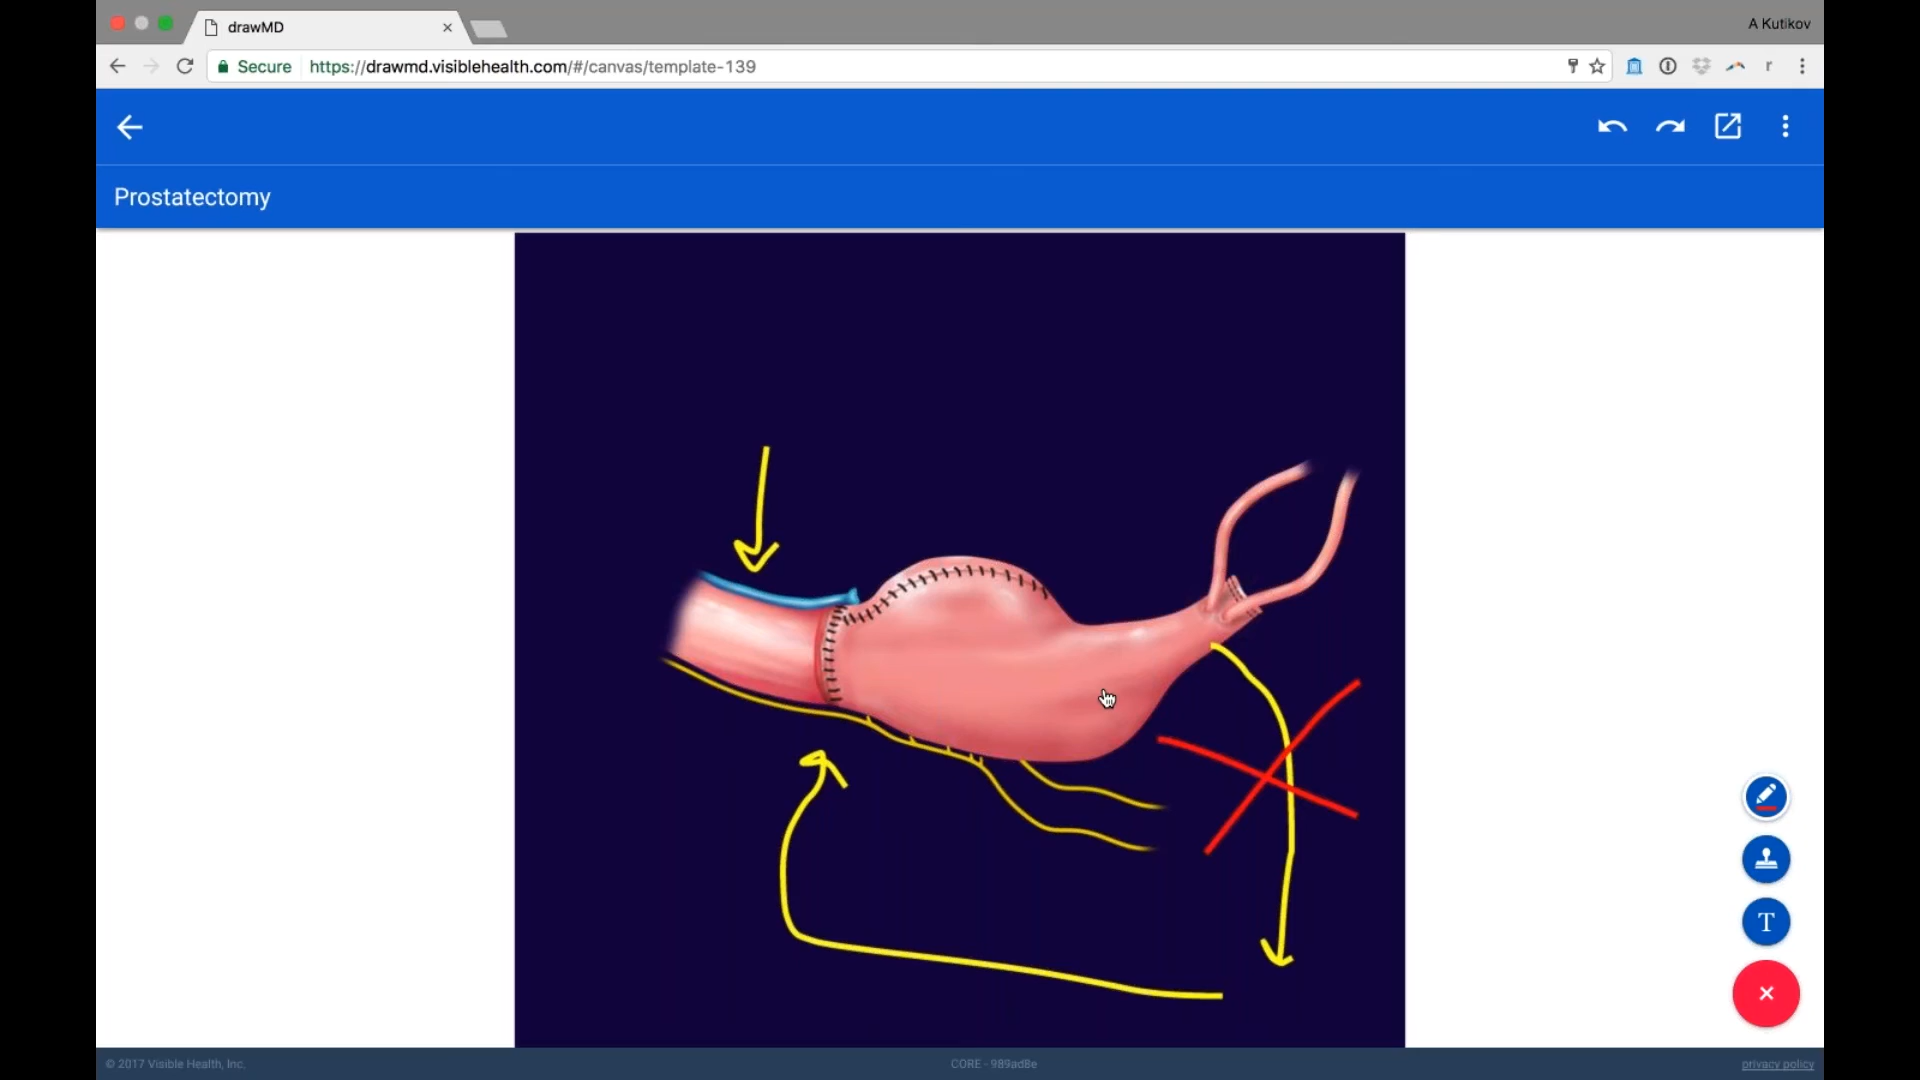 drawMD
A Kutikov
Secure https://drawmd.visiblehealth.com/#/canvas/template-139
r
Prostatectomy
T
© 2017 Visible Health, Inc.
CORE - 989ad8e
privacy policy